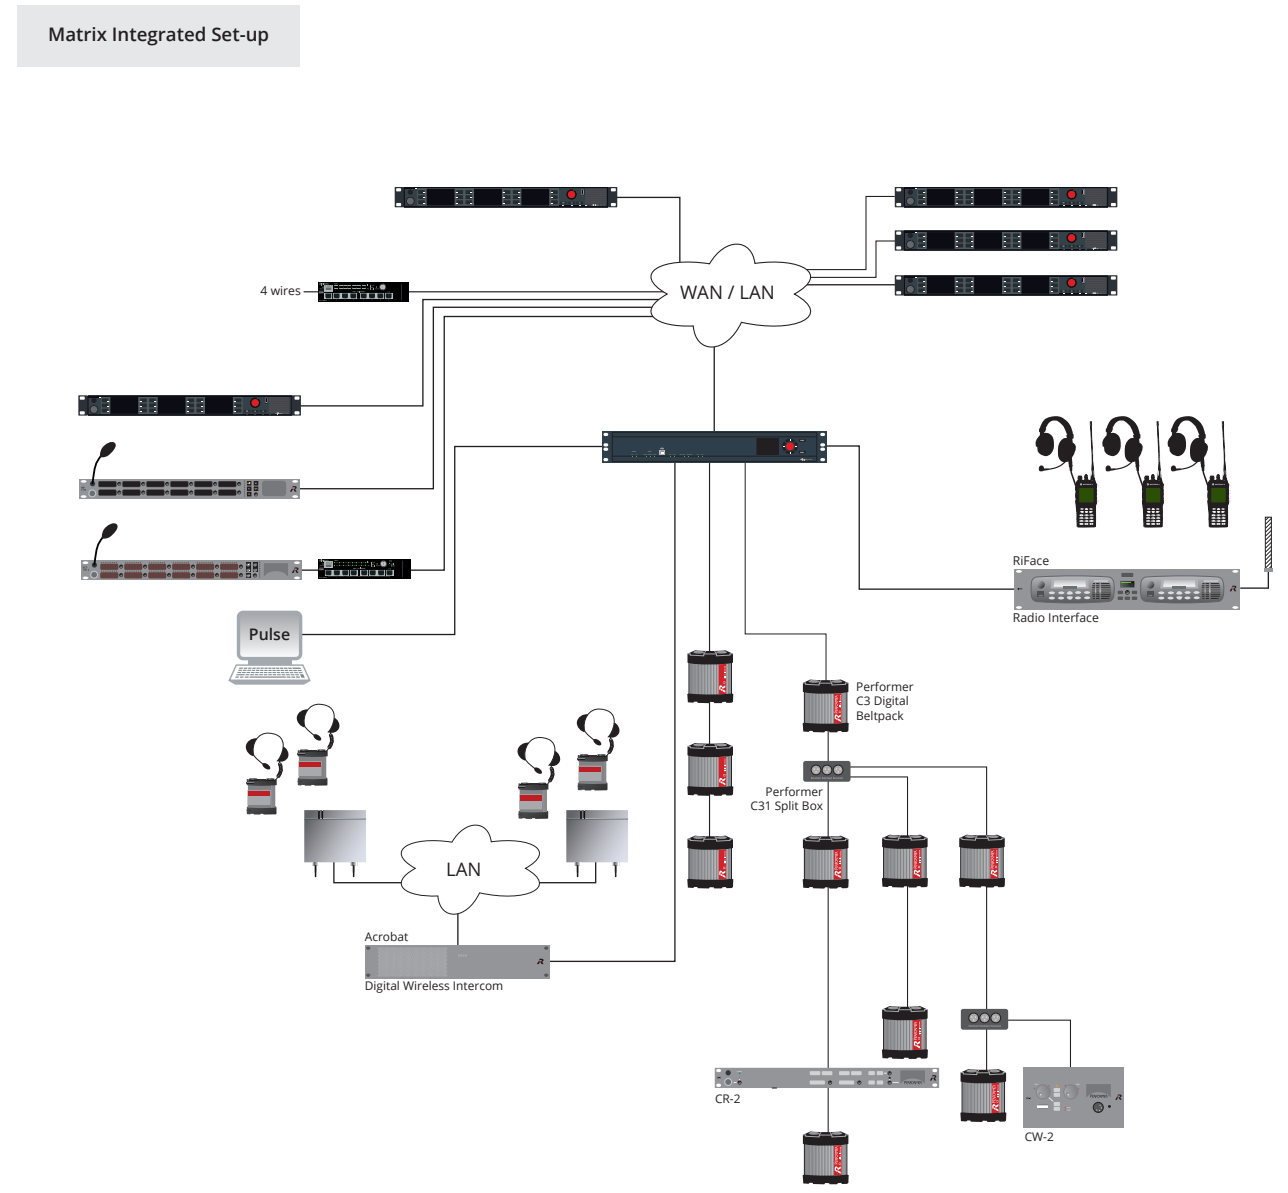 Matrix Integrated Set-up
4 wires
WAN / LAN
RiFace
Radio Interface
Pulse
Performer
C3 Digital
Beltpack
Performer
C31 Split Box
LAN
Acrobat
Digital Wireless Intercom
CR-2
CW-2